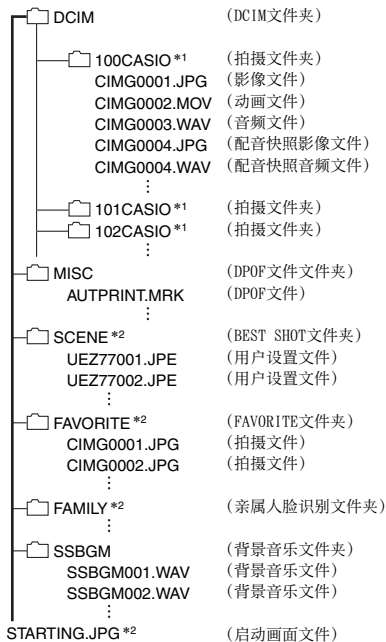 DCIM (DCIM文件夹)
100CASIO *1 (拍摄文件夹)
CIMG0001.JPG (影像文件)
CIMG0002.MOV (动画文件)
CIMG0003.WAV (音频文件)
CIMG0004.JPG (配音快照影像文件)
CIMG0004.WAV (配音快照音频文件)
101CASIO *1 (拍摄文件夹)
102CASIO *1 (拍摄文件夹)
MISC (DPOF文件文件夹)
AUTPRINT.MRK (DPOF文件)
SCENE *2 (BEST SHOT文件夹)
UEZ77001.JPE (用户设置文件)
UEZ77002.JPE (用户设置文件)
FAVORITE *2 (FAVORITE文件夹)
CIMG0001.JPG (拍摄文件)
CIMG0002.JPG (拍摄文件)
FAMILY *2 (亲属人脸识别文件夹)
SSBGM (背景音乐文件夹)
SSBGM001.WAV (背景音乐文件)
SSBGM002.WAV (背景音乐文件)
STARTING.JPG *2 (启动画面文件)